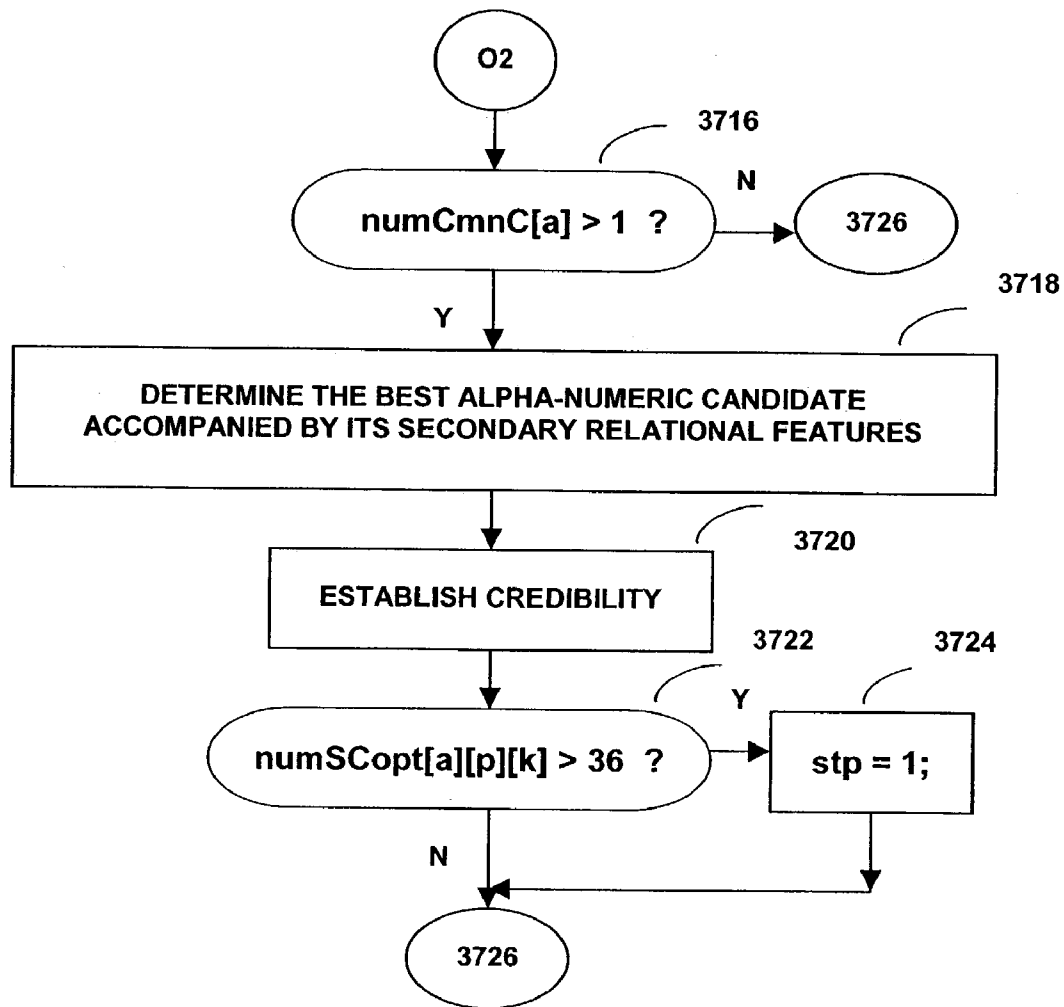 O2
3716
numCmnC[a] > 1 ?
N
3726
3718
Y
DETERMINE THE BEST ALPHA-NUMERIC CANDIDATE
ACCOMPANIED BY ITS SECONDARY RELATIONAL FEATURES
3720
ESTABLISH CREDIBILITY
3722
3724
numSCopt[a][p][k] > 36 ?
Y
stp = 1;
N
3726